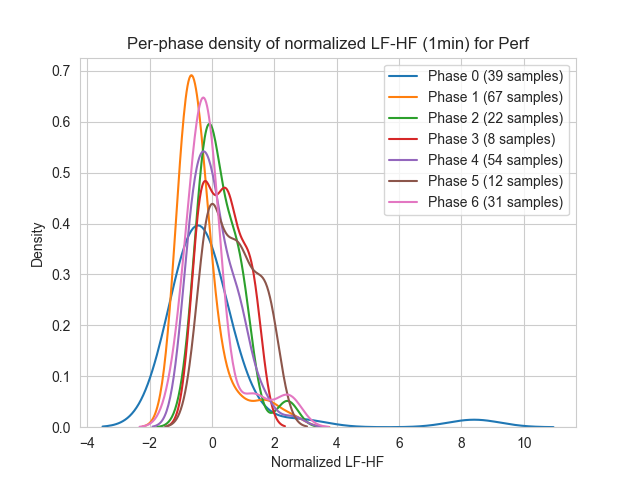 Per-phase density of normalized LF-HF (1min) for Perf
0.7
0.6
0.5
0.4
0.3
0.2
0.1
0.0
Density
Phase 0 (39 samples)
Phase 1 (67 samples)
Phase 2 (22 samples)
Phase 3 (8 samples)
Phase 4 (54 samples)
Phase 5 (12 samples)
Phase 6 (31 samples)
−4 −2 0 2 4 6 8 10
Normalized LF-HF